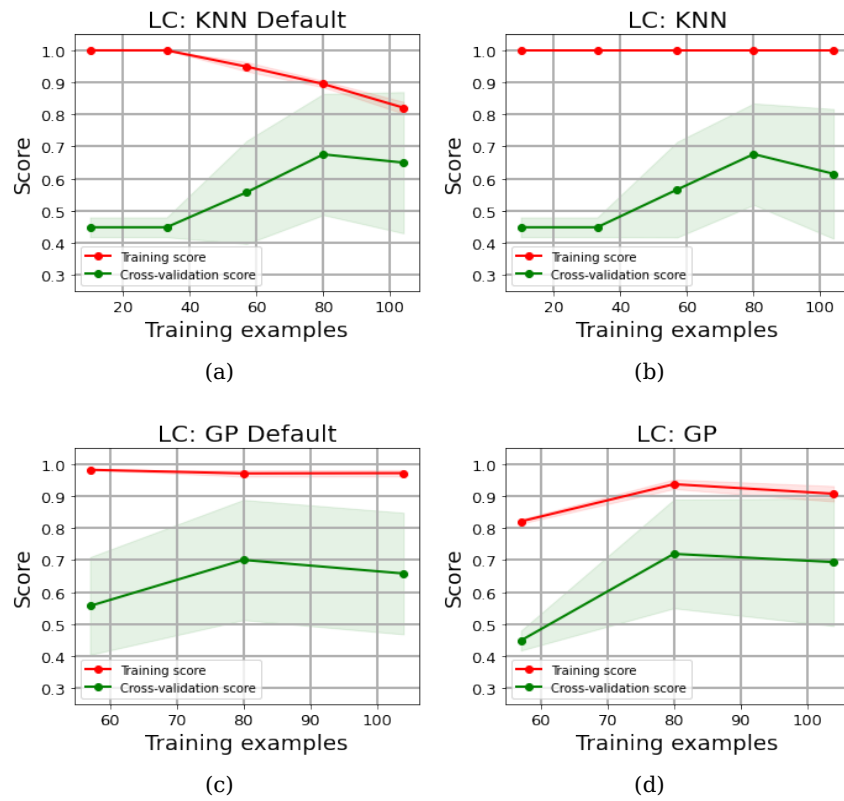 LC: KNN Default
1.0
0.9
0.8
0.7
0.6
0.5
0.4
0.3
Score
Training score
Cross-validation score
20 40 60 80 100
Training examples
(a)
LC: KNN
1.0
0.9
0.8
0.7
0.6
0.5
0.4
0.3
Score
Training score
Cross-validation score
20 40 60 80 100
Training examples
(b)
LC: GP Default
1.0
0.9
0.8
0.7
0.6
0.5
0.4
0.3
Score
Training score
Cross-validation score
60 70 80 90 100
Training examples
(c)
LC: GP
1.0
0.9
0.8
0.7
0.6
0.5
0.4
0.3
Score
Training score
Cross-validation score
60 70 80 90 100
Training examples
(d)